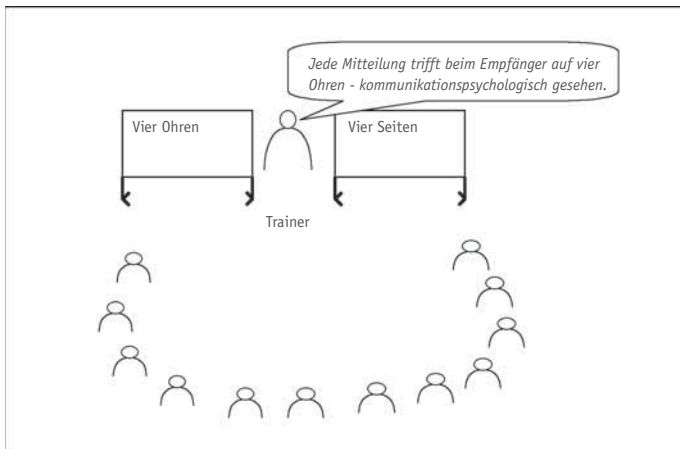 Jede Mitteilung trifft beim Empfänger auf vier
Ohren - kommunikationspsychologisch gesehen.
Vier Ohren
Vier Seiten
Trainer